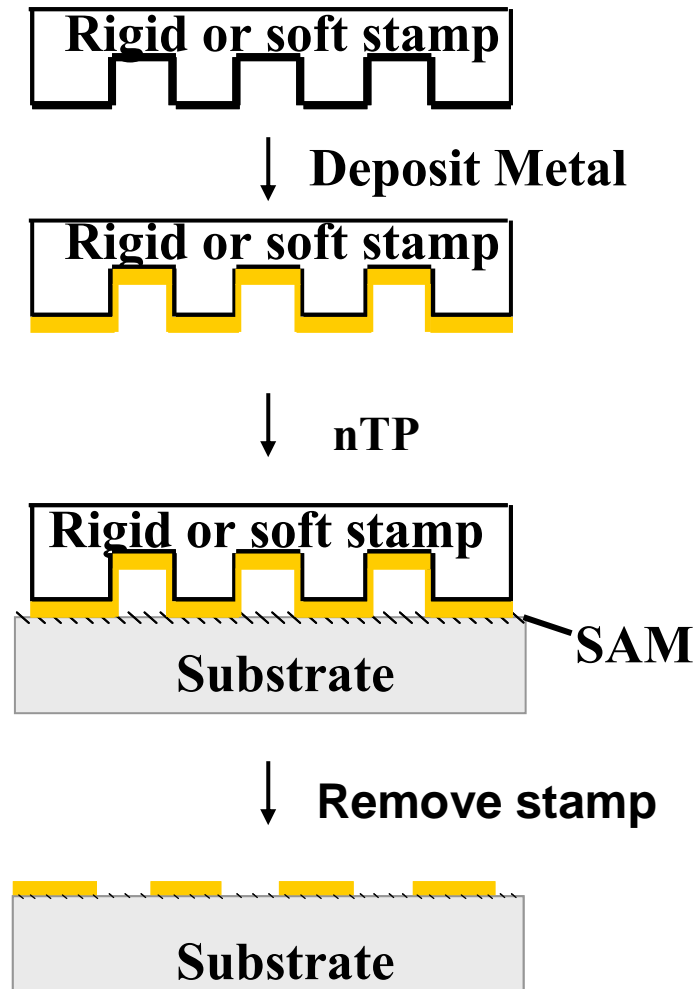 Rigid or soft stamp
Deposit Metal
Rigid or soft stamp
nTP
Rigid or soft stamp
SAM
Substrate
Remove stamp
Substrate